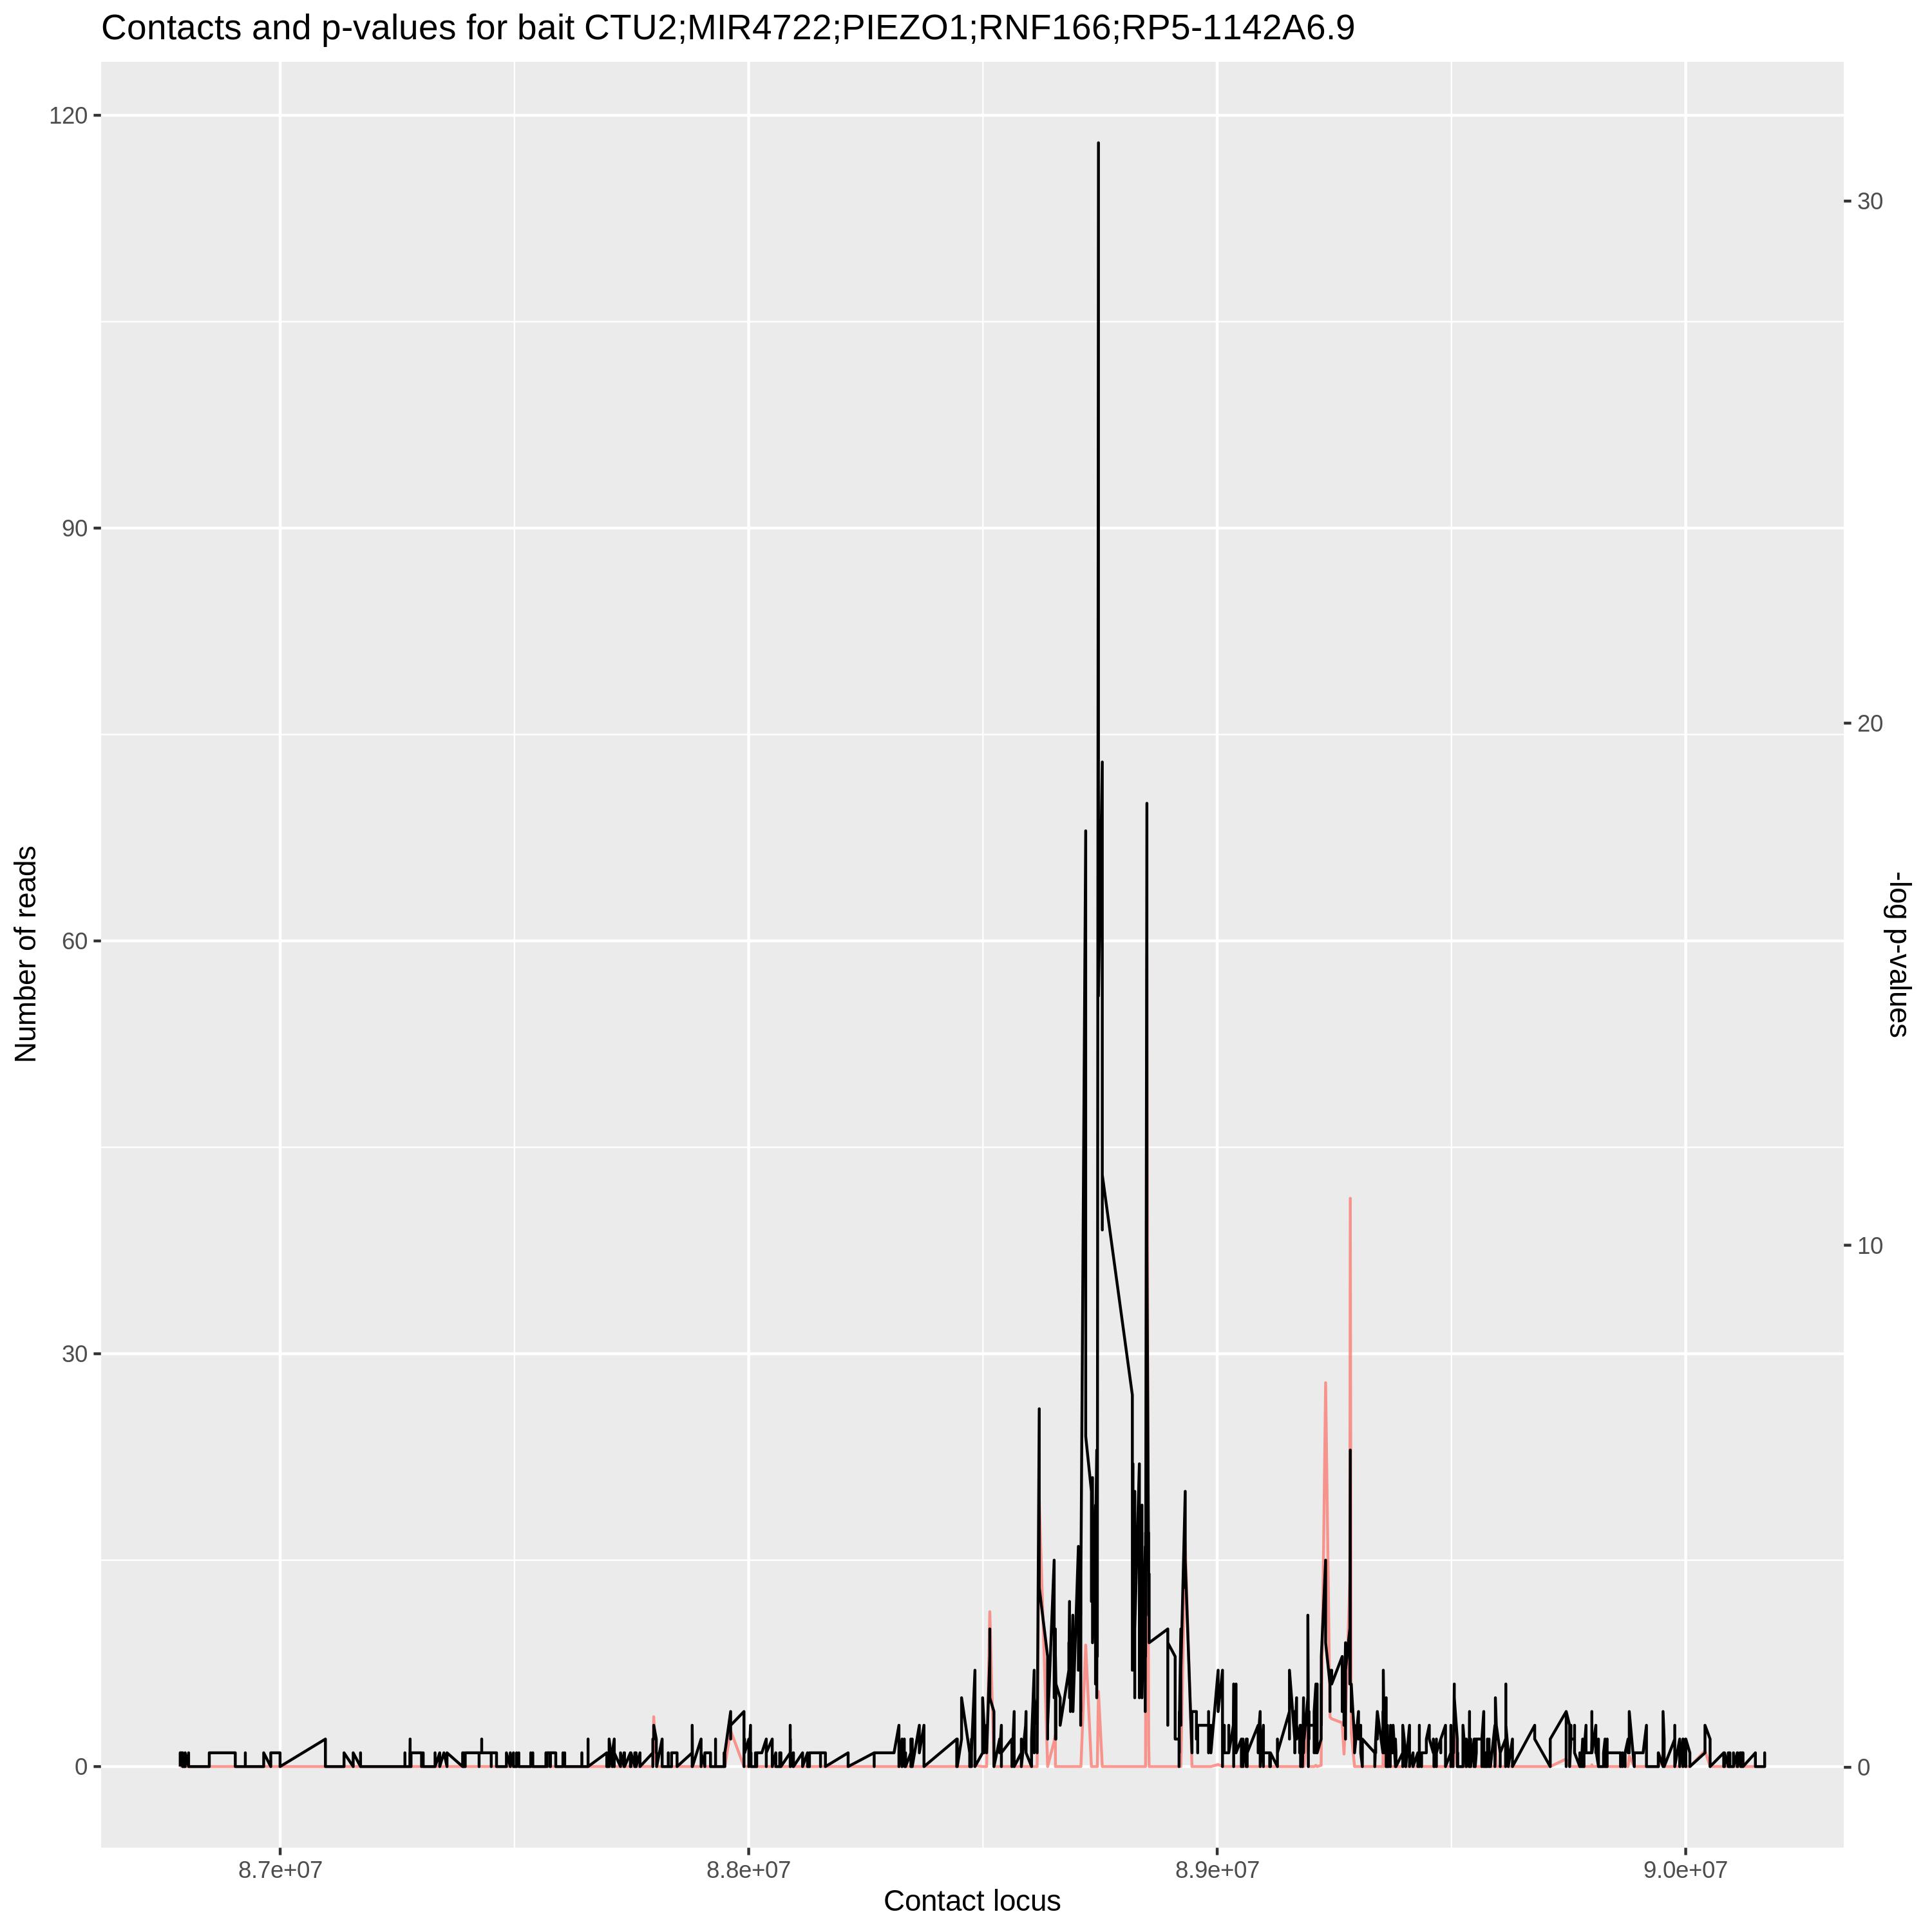 Contacts and p-values for bait CTU2;MIR4722;PIEZO1;RNF166;RP5-1142A6.9
120
90
60
30
0
Number of reads
30
20
10
0
-log p-values
8.7e+07 8.8e+07 8.9e+07 9.0e+07
Contact locus